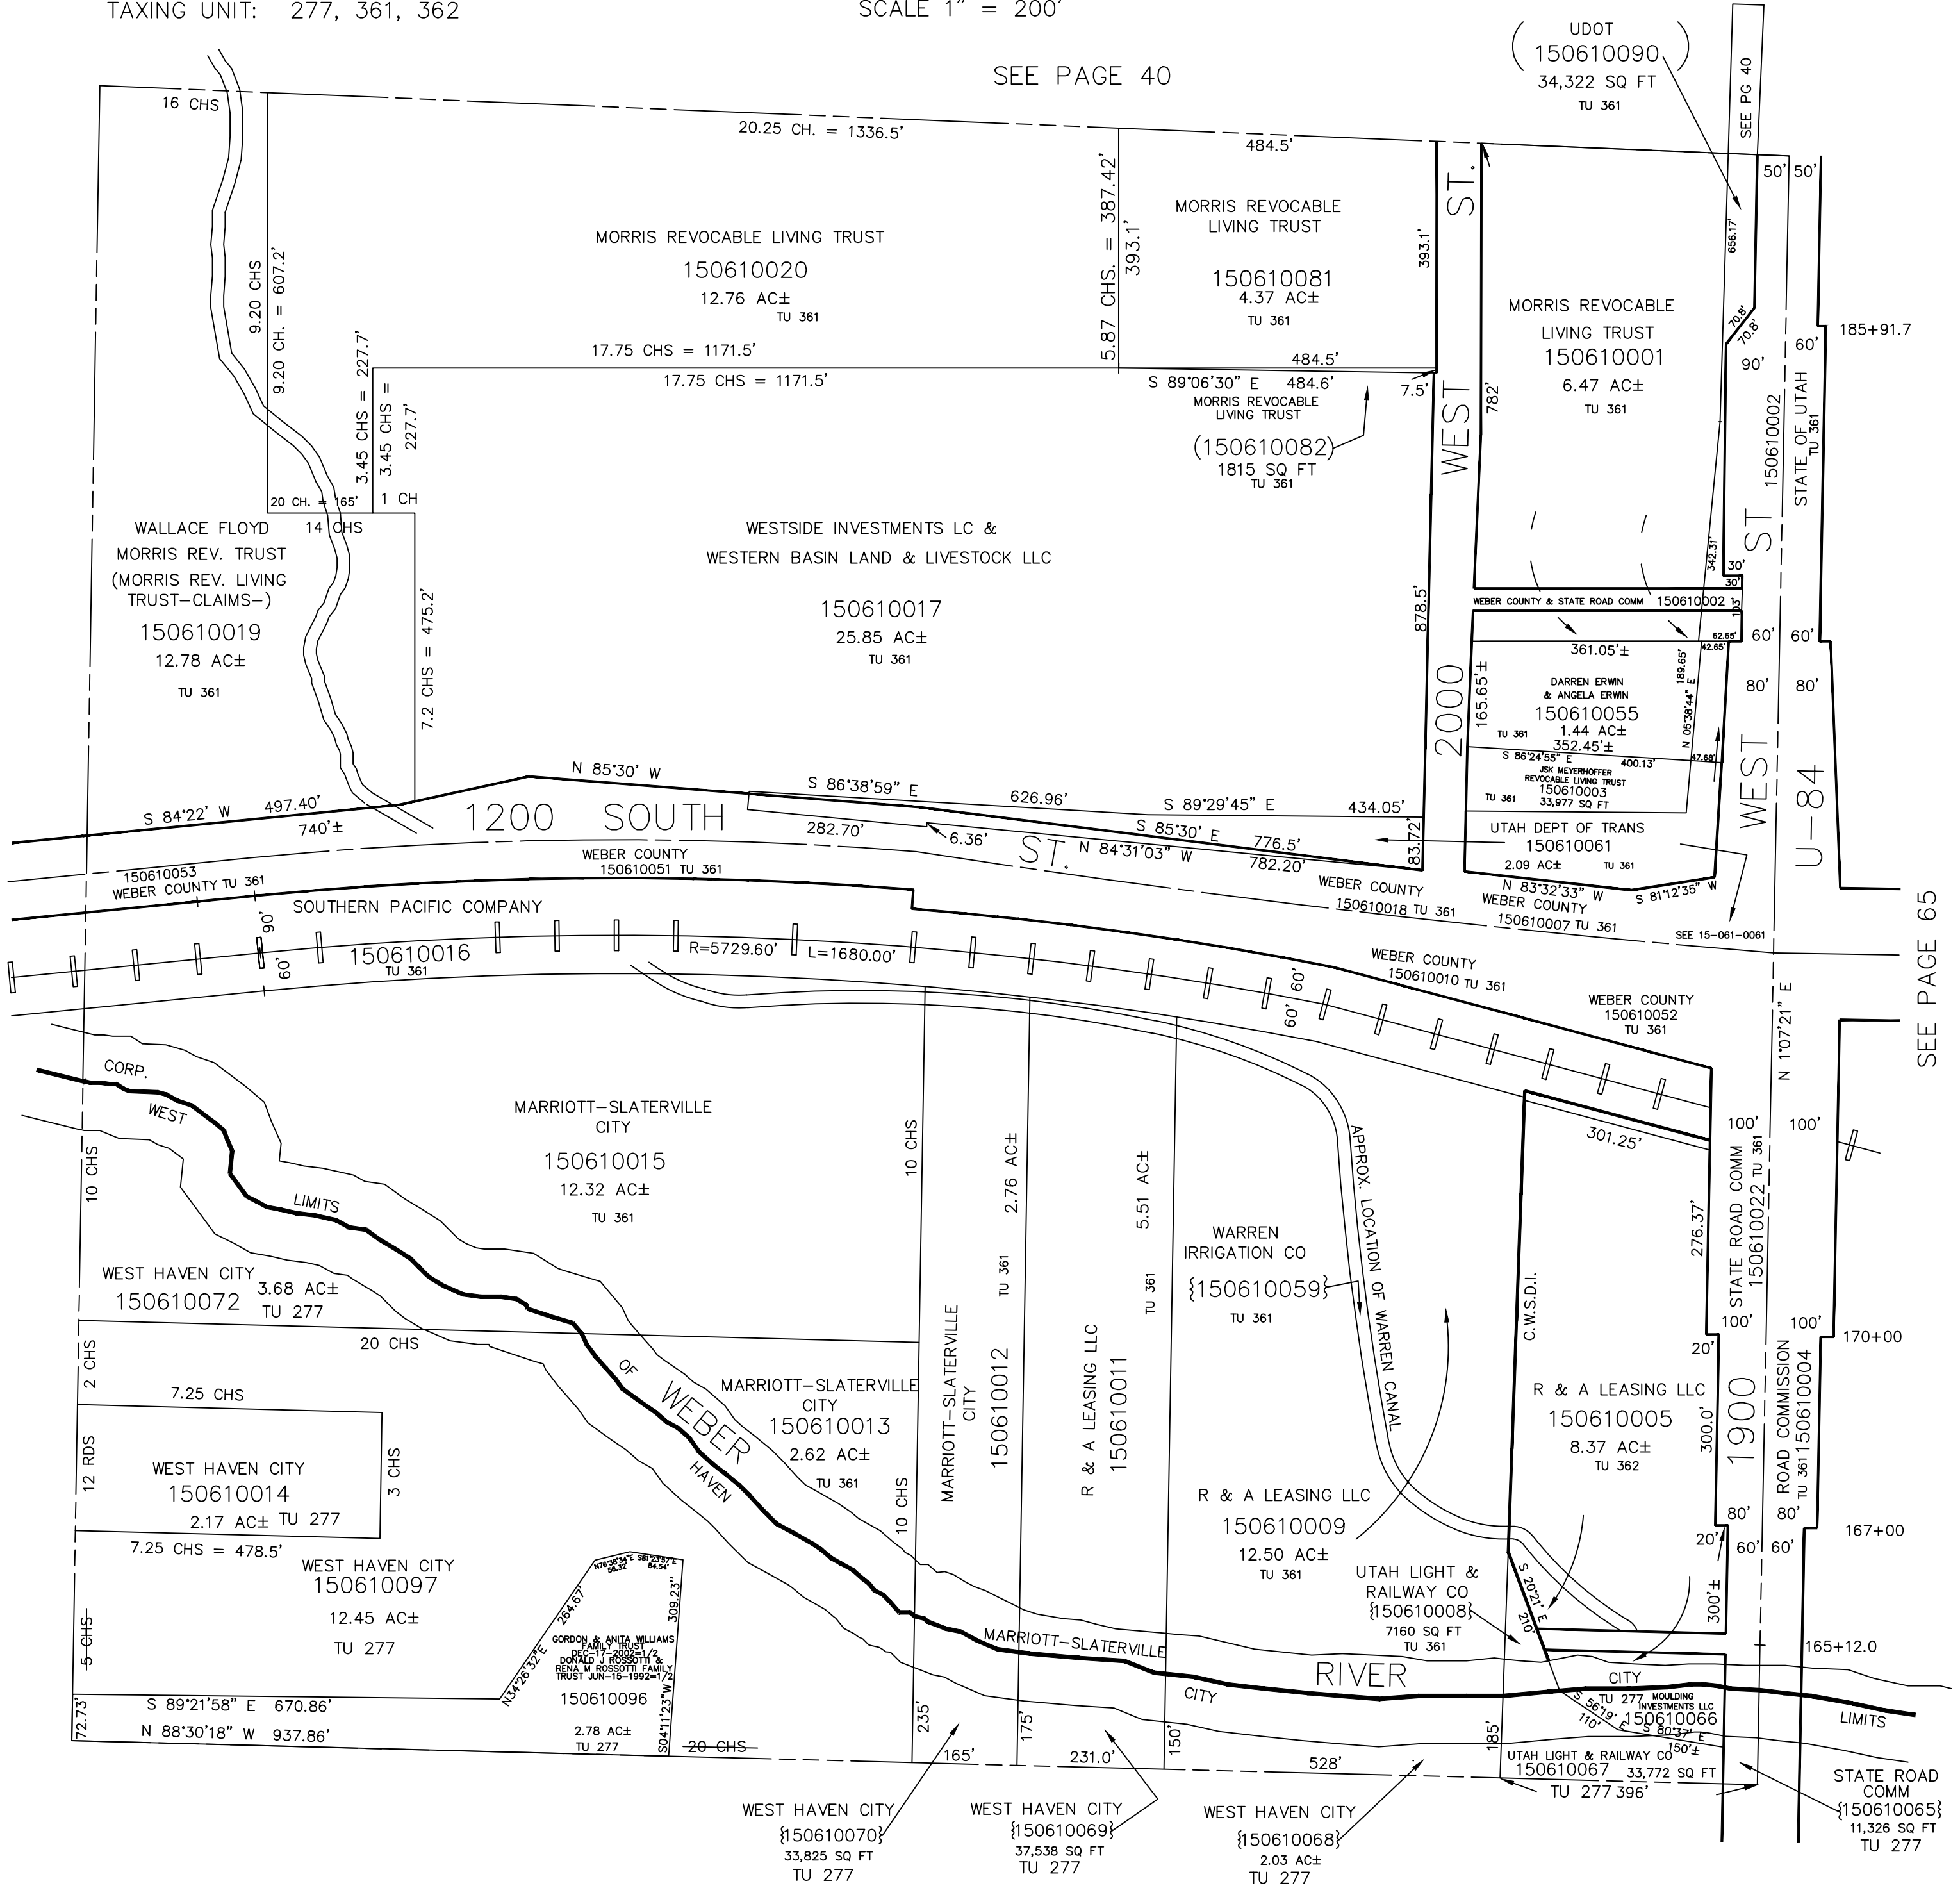 TAXING UNIT: 277, 361, 362
SCALE 1" = 200'
SEE PAGE 40
UDOT
(150610090)
34,322 SQ FT
TU 361
SEE PG 40
16 CHS
20.25 CH. = 1336.5'
484.5'
50' 50'
MORRIS REVOCABLE LIVING TRUST
150610020
12.76 AC±
TU 361
9.20 CHS
9.20 CH. = 607.2'
5.87 CHS. = 387.42'
393.1'
MORRIS REVOCABLE
LIVING TRUST
150610081
4.37 AC±
TU 361
393.1'
MORRIS REVOCABLE
LIVING TRUST
150610001
6.47 AC±
TU 361
656.17'
70.8'
70.8'
185+91.7
60'
90'
17.75 CHS = 1171.5'
484.5'
17.75 CHS = 1171.5'
3.45 CHS = 227.7'
3.45 CHS =
227.7'
S 89°06'30" E 484.6'
7.5'
MORRIS REVOCABLE
LIVING TRUST
(150610082)
1815 SQ FT
TU 361
2000 WEST ST.
782'
878.5'
150610002
STATE OF UTAH
TU 361
20 CH. = 165'
1 CH
14 CHS
WALLACE FLOYD
MORRIS REV. TRUST
(MORRIS REV. LIVING
TRUST-CLAIMS-)
150610019
12.78 AC±
TU 361
7.2 CHS = 475.2'
WESTSIDE INVESTMENTS LC &
WESTERN BASIN LAND & LIVESTOCK LLC
150610017
25.85 AC±
TU 361
342.31'
30'
30'
WEBER COUNTY & STATE ROAD COMM 150610002
103'
62.65'
60' 60'
361.05'±
42.65'
165.65'±
189.65'
N 05°38'44" E
DARREN ERWIN
& ANGELA ERWIN
150610055
1.44 AC±
TU 361
352.45'±
80' 80'
S 86°24'55" E 400.13'
47.68'
JSK MEYERHOFFER
REVOCABLE LIVING TRUST
150610003
TU 361 33,977 SQ FT
UTAH DEPT OF TRANS
150610061
2.09 AC± TU 361
N 83°32'33" W
S 81°12'35" W
1900 WEST ST
U-84
N 85°30' W
S 84°22' W 497.40'
740'±
1200 SOUTH ST.
S 86°38'59" E 626.96'
S 89°29'45" E 434.05'
282.70'
6.36'
S 85°30' E 776.5'
N 84°31'03" W 782.20'
83.72'
150610053
WEBER COUNTY TU 361
WEBER COUNTY
150610051 TU 361
WEBER COUNTY
150610018 TU 361
WEBER COUNTY
150610007 TU 361
SEE 15-061-0061
SEE PAGE 65
SOUTHERN PACIFIC COMPANY
150610016
TU 361
90'
60'
R=5729.60' L=1680.00'
WEBER COUNTY
150610010 TU 361
60'
60'
WEBER COUNTY
150610052
TU 361
N 1°07'21" E
CORP.
WEST
LIMITS
OF
HAVEN
10 CHS
MARRIOTT-SLATERVILLE
CITY
150610015
12.32 AC±
TU 361
10 CHS
2.76 AC±
TU 361
5.51 AC±
TU 361
APPROX. LOCATION OF WARREN CANAL
301.25'
100' 100'
276.37'
STATE ROAD COMM
150610022 TU 361
WARREN
IRRIGATION CO
{150610059}
TU 361
C.W.S.D.I.
WEST HAVEN CITY 3.68 AC±
150610072 TU 277
20 CHS
2 CHS
7.25 CHS
100' 100'
170+00
20'
MARRIOTT-SLATERVILLE
CITY
150610013
2.62 AC±
TU 361
MARRIOTT-SLATERVILLE
CITY
150610012
R & A LEASING LLC
150610011
R & A LEASING LLC
150610005
8.37 AC±
TU 362
300.0'
ROAD COMMISSION
TU 361 150610004
WEBER RIVER
12 RDS
WEST HAVEN CITY
150610014
2.17 AC± TU 277
3 CHS
7.25 CHS = 478.5'
10 CHS
R & A LEASING LLC
150610009
12.50 AC±
TU 361
80' 80'
167+00
20'
60' 60'
WEST HAVEN CITY
150610097
12.45 AC±
TU 277
5 CHS
N76°38'34"E
56.32'
S81°23'57"E
84.54'
264.67'
N34°26'32"E
309.23'
S04°11'23"W
GORDON & ANITA WILLIAMS
FAMILY TRUST
DEC-17-2002=1/2
DONALD J ROSSOTTI &
RENA M ROSSOTTI FAMILY
TRUST JUN-15-1992=1/2
150610096
2.78 AC±
TU 277
UTAH LIGHT &
RAILWAY CO
{150610008}
7160 SQ FT
TU 361
S 20°21' E
210'
300'±
165+12.0
MARRIOTT-SLATERVILLE
CITY
CITY
LIMITS
S 89°21'58" E 670.86'
N 88°30'18" W 937.86'
72.73'
20 CHS
235'
165'
175'
231.0'
150'
528'
185'
TU 277
MOULDING
INVESTMENTS LLC
150610066
S 56°19' E
110'
S 80°37' E
150'±
UTAH LIGHT & RAILWAY CO
150610067 33,772 SQ FT
TU 277 396'
STATE ROAD
COMM
{150610065}
11,326 SQ FT
TU 277
WEST HAVEN CITY
{150610070}
33,825 SQ FT
TU 277
WEST HAVEN CITY
{150610069}
37,538 SQ FT
TU 277
WEST HAVEN CITY
{150610068}
2.03 AC±
TU 277